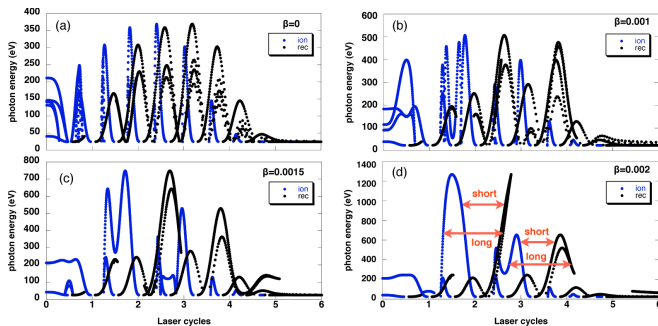 (a)
β=0
ion
rec
photon energy (eV)
400
350
300
250
200
150
100
50
0
0 1 2 3 4 5 6
Laser cycles
(b)
β=0.001
ion
rec
photon energy (eV)
600
500
400
300
200
100
0
0 1 2 3 4 5 6
Laser cycles
(c)
β=0.0015
ion
rec
photon energy (eV)
800
700
600
500
400
300
200
100
0
0 1 2 3 4 5 6
Laser cycles
(d)
β=0.002
ion
rec
short
long
short
long
photon energy (eV)
1400
1200
1000
800
600
400
200
0
0 1 2 3 4 5 6
Laser cycles